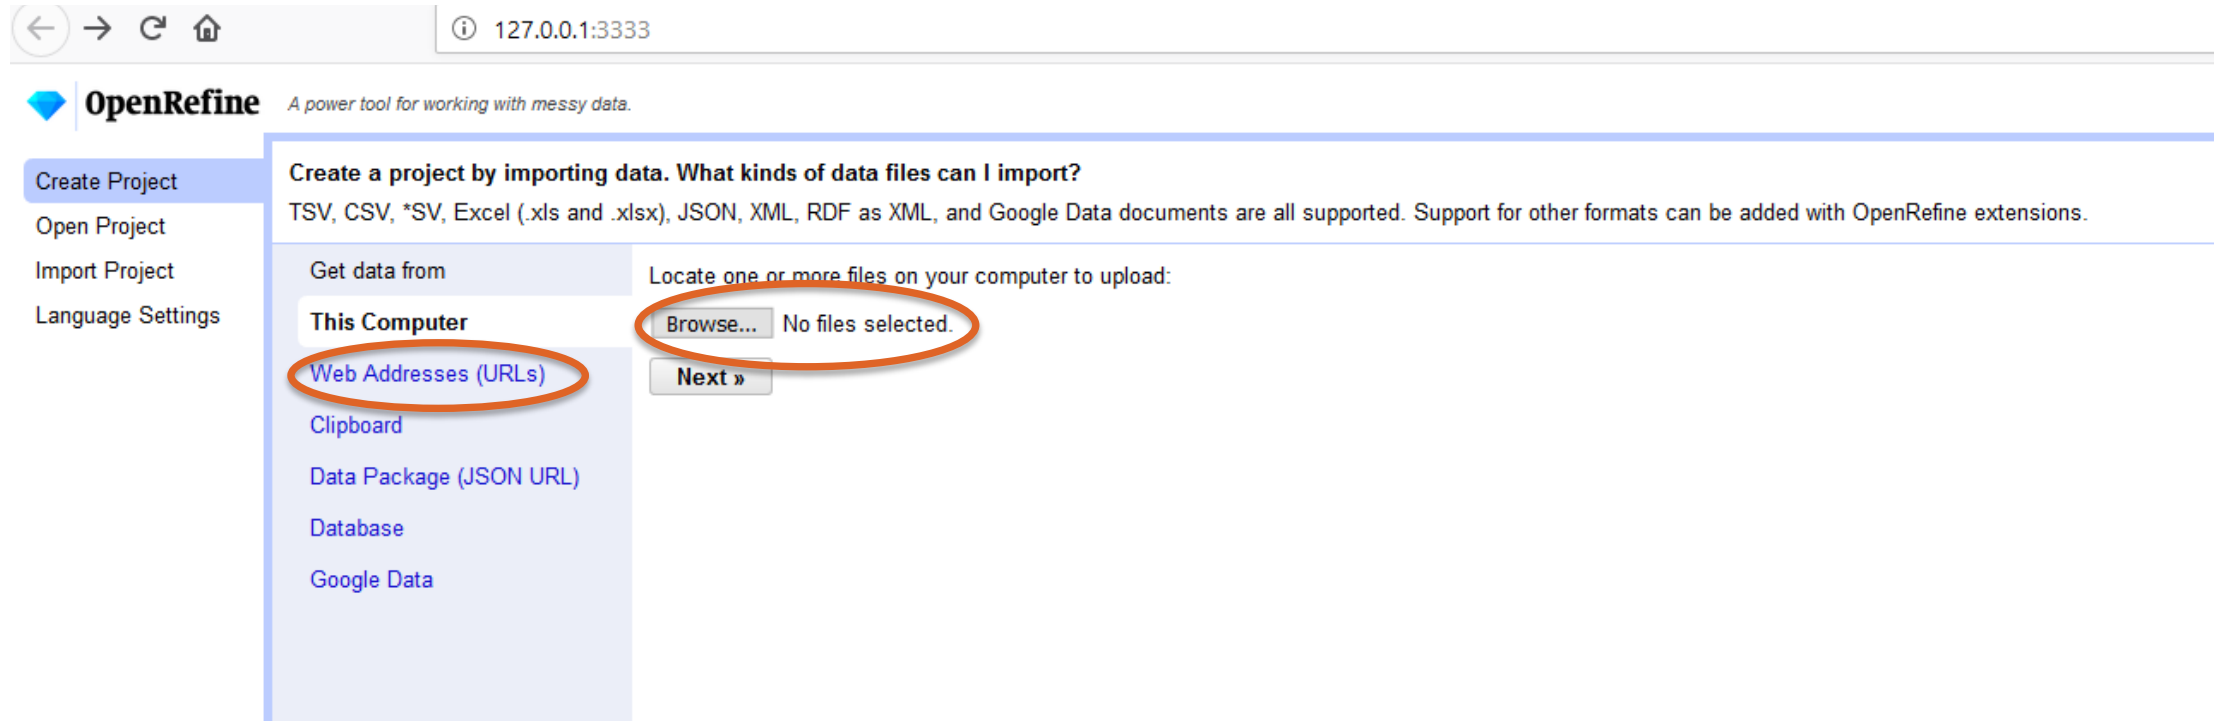 127.0.0.1:3333
OpenRefine A power tool for working with messy data.
Create Project
Open Project
Import Project
Language Settings
Create a project by importing data. What kinds of data files can I import?
TSV, CSV, *SV, Excel (.xls and .xlsx), JSON, XML, RDF as XML, and Google Data documents are all supported. Support for other formats can be added with OpenRefine extensions.
Get data from
This Computer
Web Addresses (URLs)
Clipboard
Data Package (JSON URL)
Database
Google Data
Locate one or more files on your computer to upload:
Browse... No files selected.
Next »